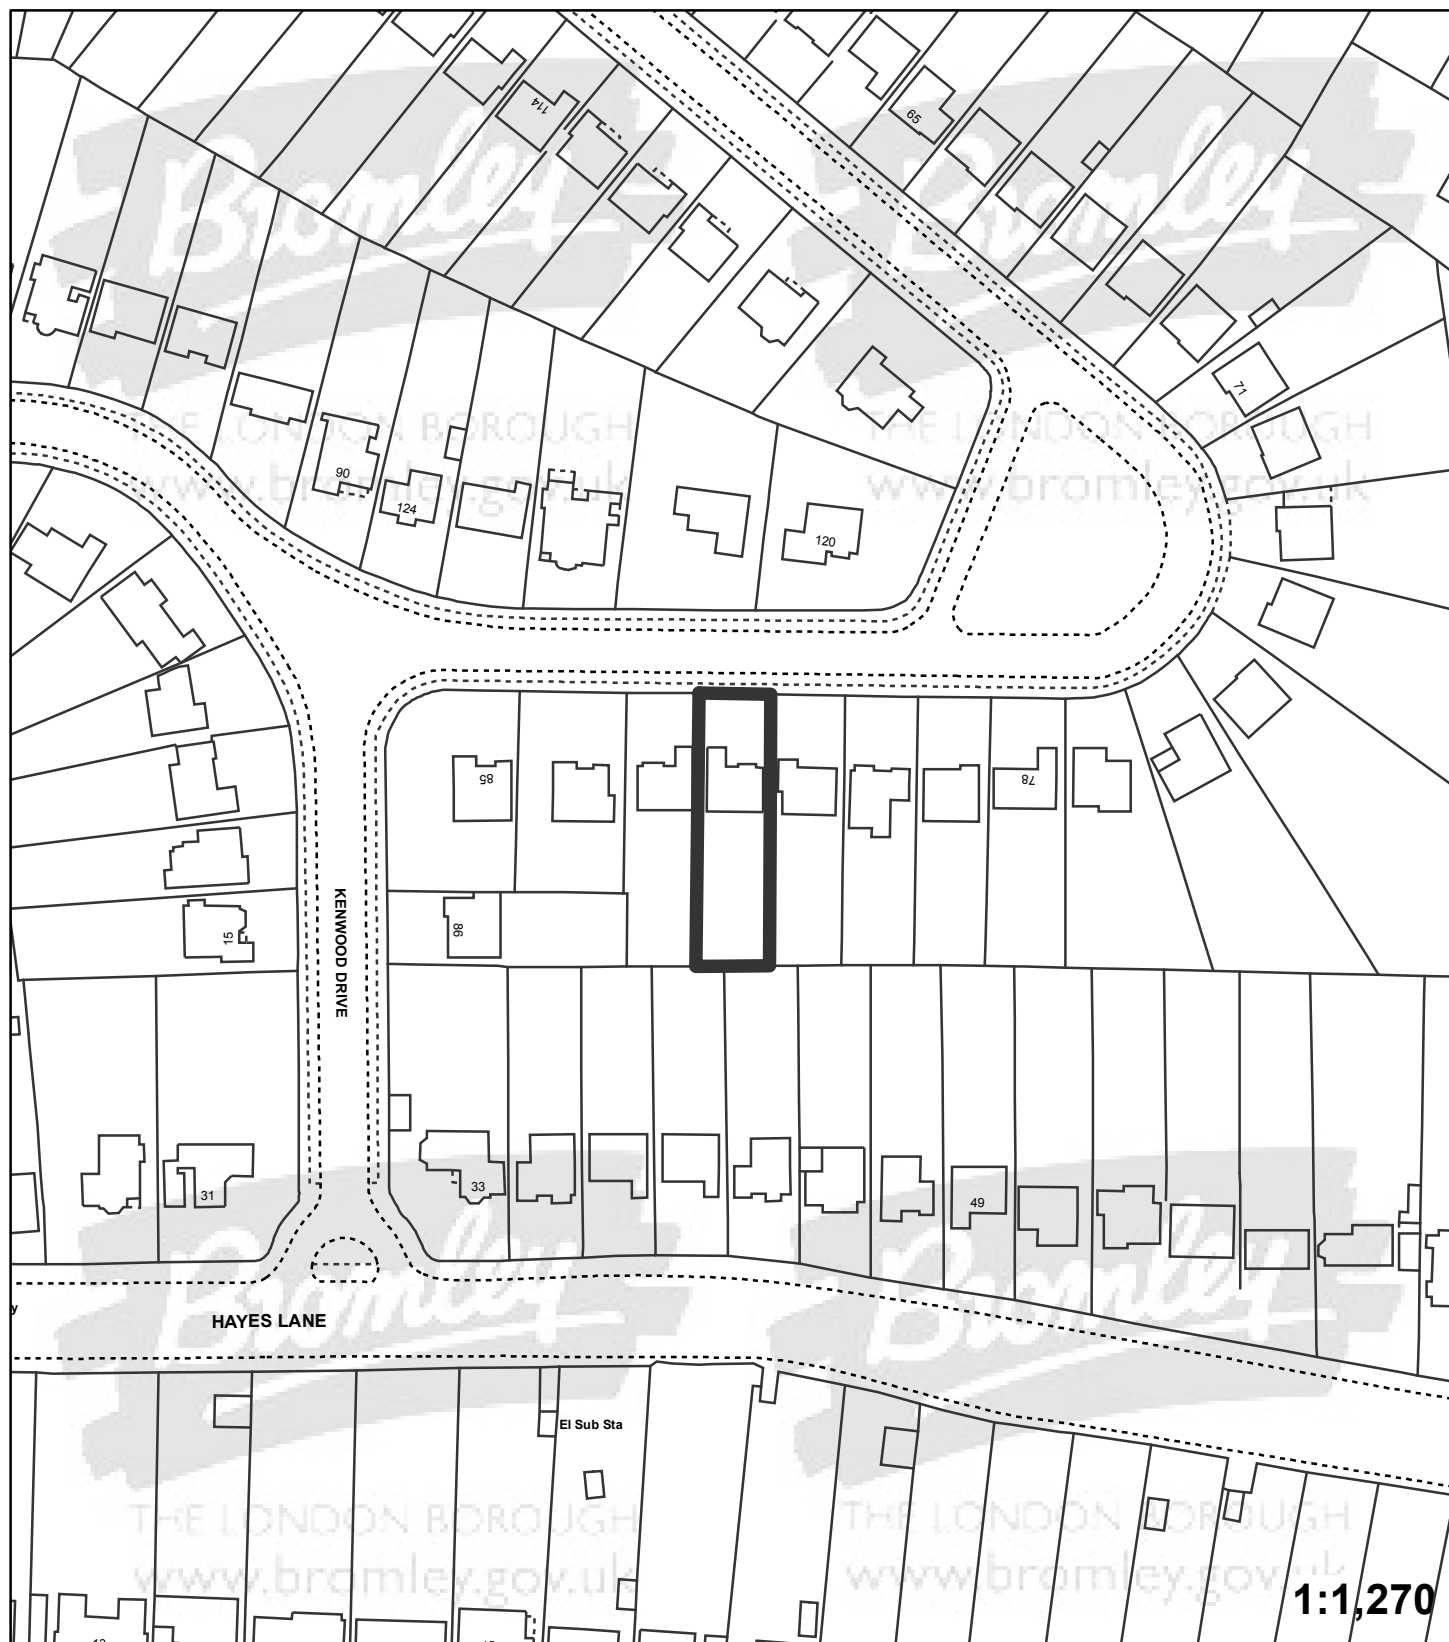 114
65
Bromley
Bromley
71
THE LONDON BOROUGH
www.bromley.gov.uk
THE LONDON BOROUGH
www.bromley.gov.uk
90
124
120
85
78
86
15
KENWOOD DRIVE
31
33
49
Bromley
Bromley
HAYES LANE
El Sub Sta
THE LONDON BOROUGH
www.bromley.gov.uk
THE LONDON BOROUGH
www.bromley.gov.uk
1:1,270